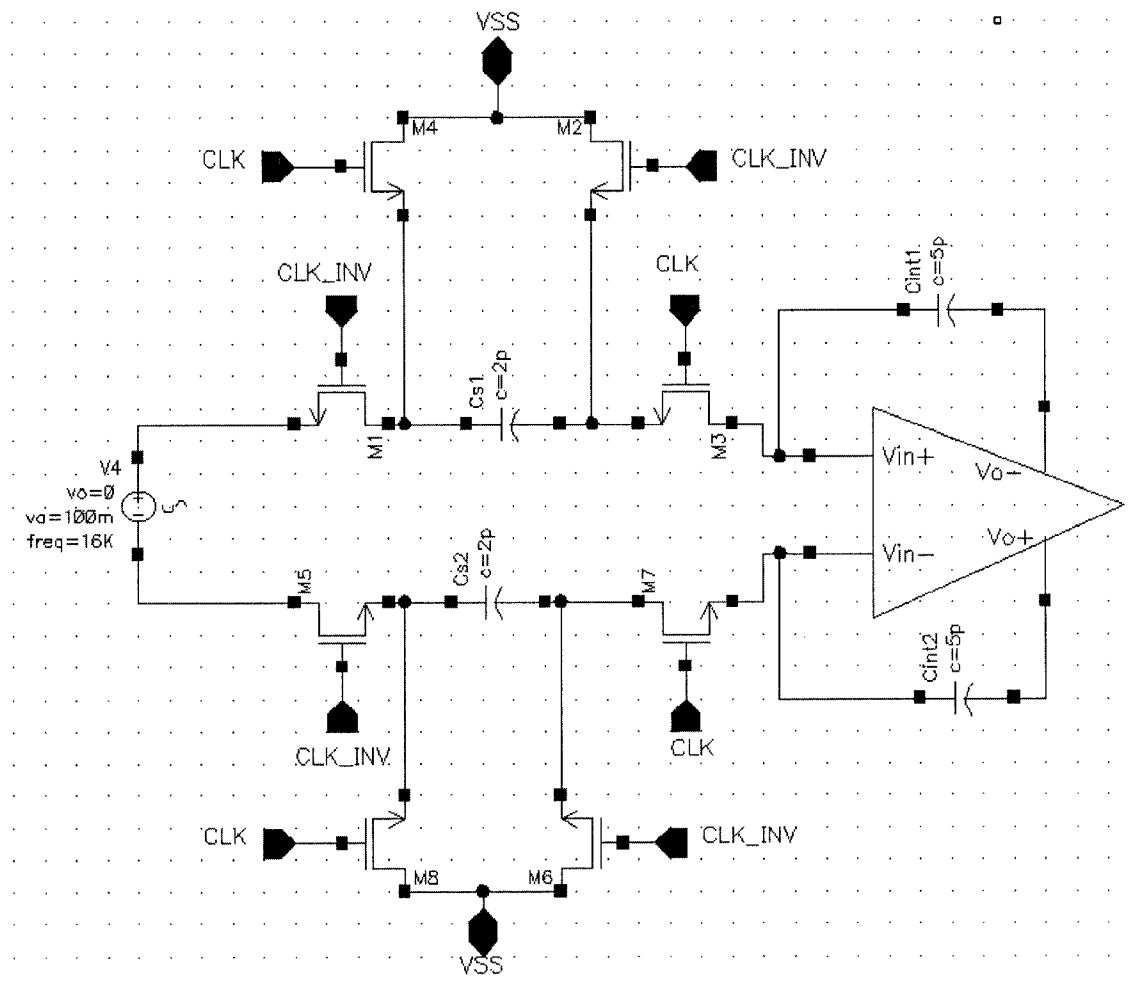 VSS
M4
M2
CLK
CLK_INV
CLK_INV
CLK
Cint1
c=5p
Cs1
c=2p
M1
M3
V4
vo=0
va=100m
freq=16K
Vin+
Vo-
Vo+
Vin-
M5
Cs2
c=2p
M7
Cint2
c=5p
CLK_INV
CLK
CLK
CLK_INV
M8
M6
VSS